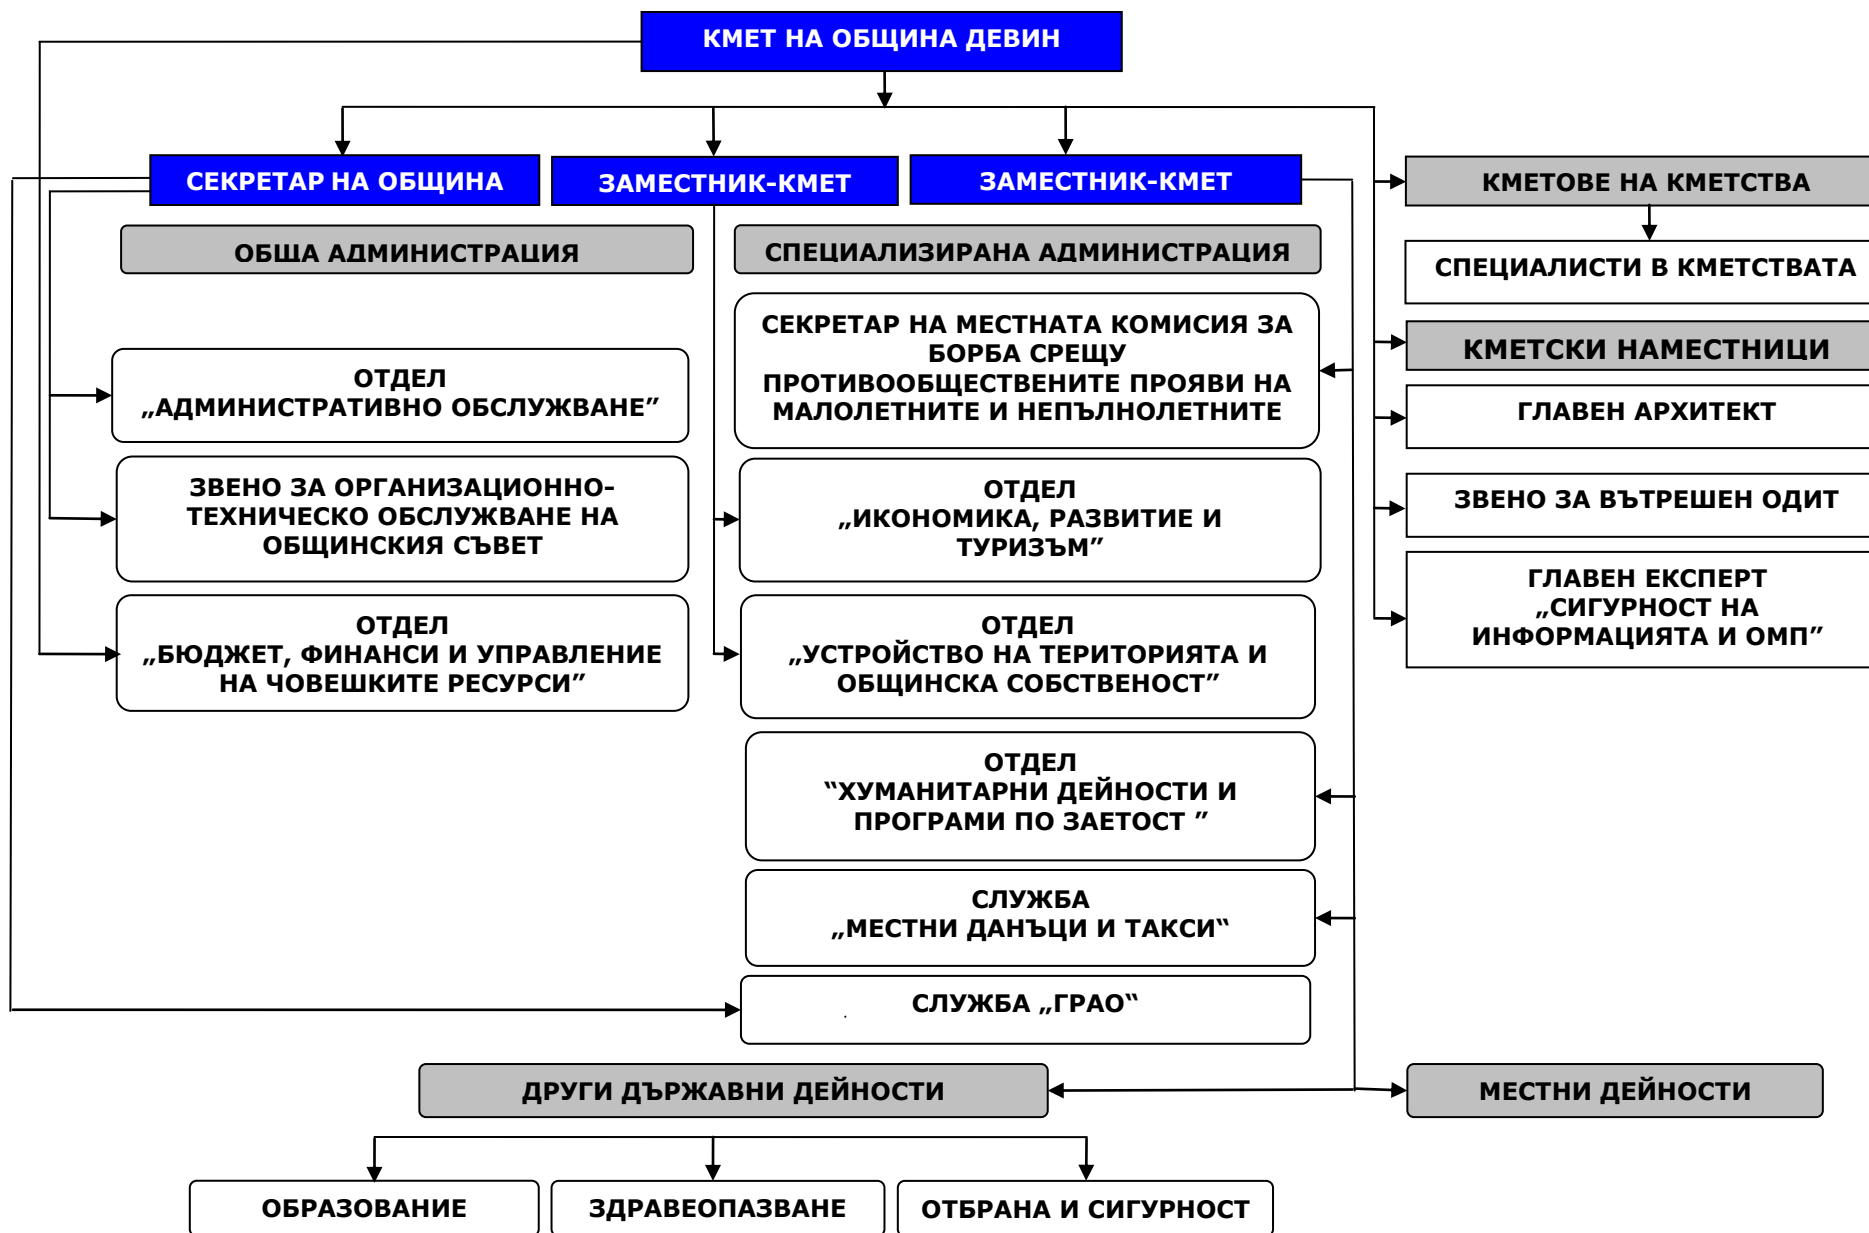 КМЕТ НА ОБЩИНА ДЕВИН
СЕКРЕТАР НА ОБЩИНА
ЗАМЕСТНИК-КМЕТ
ЗАМЕСТНИК-КМЕТ
КМЕТОВЕ НА КМЕТСТВА
СПЕЦИАЛИСТИ В КМЕТСТВАТА
КМЕТСКИ НАМЕСТНИЦИ
ГЛАВЕН АРХИТЕКТ
ЗВЕНО ЗА ВЪТРЕШЕН ОДИТ
ГЛАВЕН ЕКСПЕРТ
„СИГУРНОСТ НА
ИНФОРМАЦИЯТА И ОМП”
ОБЩА АДМИНИСТРАЦИЯ
ОТДЕЛ
„АДМИНИСТРАТИВНО ОБСЛУЖВАНЕ”
ЗВЕНО ЗА ОРГАНИЗАЦИОННО-
ТЕХНИЧЕСКО ОБСЛУЖВАНЕ НА
ОБЩИНСКИЯ СЪВЕТ
ОТДЕЛ
„БЮДЖЕТ, ФИНАНСИ И УПРАВЛЕНИЕ
НА ЧОВЕШКИТЕ РЕСУРСИ”
СПЕЦИАЛИЗИРАНА АДМИНИСТРАЦИЯ
СЕКРЕТАР НА МЕСТНАТА КОМИСИЯ ЗА
БОРБА СРЕЩУ
ПРОТИВООБЩЕСТВЕНИТЕ ПРОЯВИ НА
МАЛОЛЕТНИТЕ И НЕПЪЛНОЛЕТНИТЕ
ОТДЕЛ
„ИКОНОМИКА, РАЗВИТИЕ И
ТУРИЗЪМ”
ОТДЕЛ
„УСТРОЙСТВО НА ТЕРИТОРИЯТА И
ОБЩИНСКА СОБСТВЕНОСТ”
ОТДЕЛ
“ХУМАНИТАРНИ ДЕЙНОСТИ И
ПРОГРАМИ ПО ЗАЕТОСТ ”
СЛУЖБА
„МЕСТНИ ДАНЪЦИ И ТАКСИ“
СЛУЖБА „ГРАО“
ДРУГИ ДЪРЖАВНИ ДЕЙНОСТИ
МЕСТНИ ДЕЙНОСТИ
ОБРАЗОВАНИЕ
ЗДРАВЕОПАЗВАНЕ
ОТБРАНА И СИГУРНОСТ